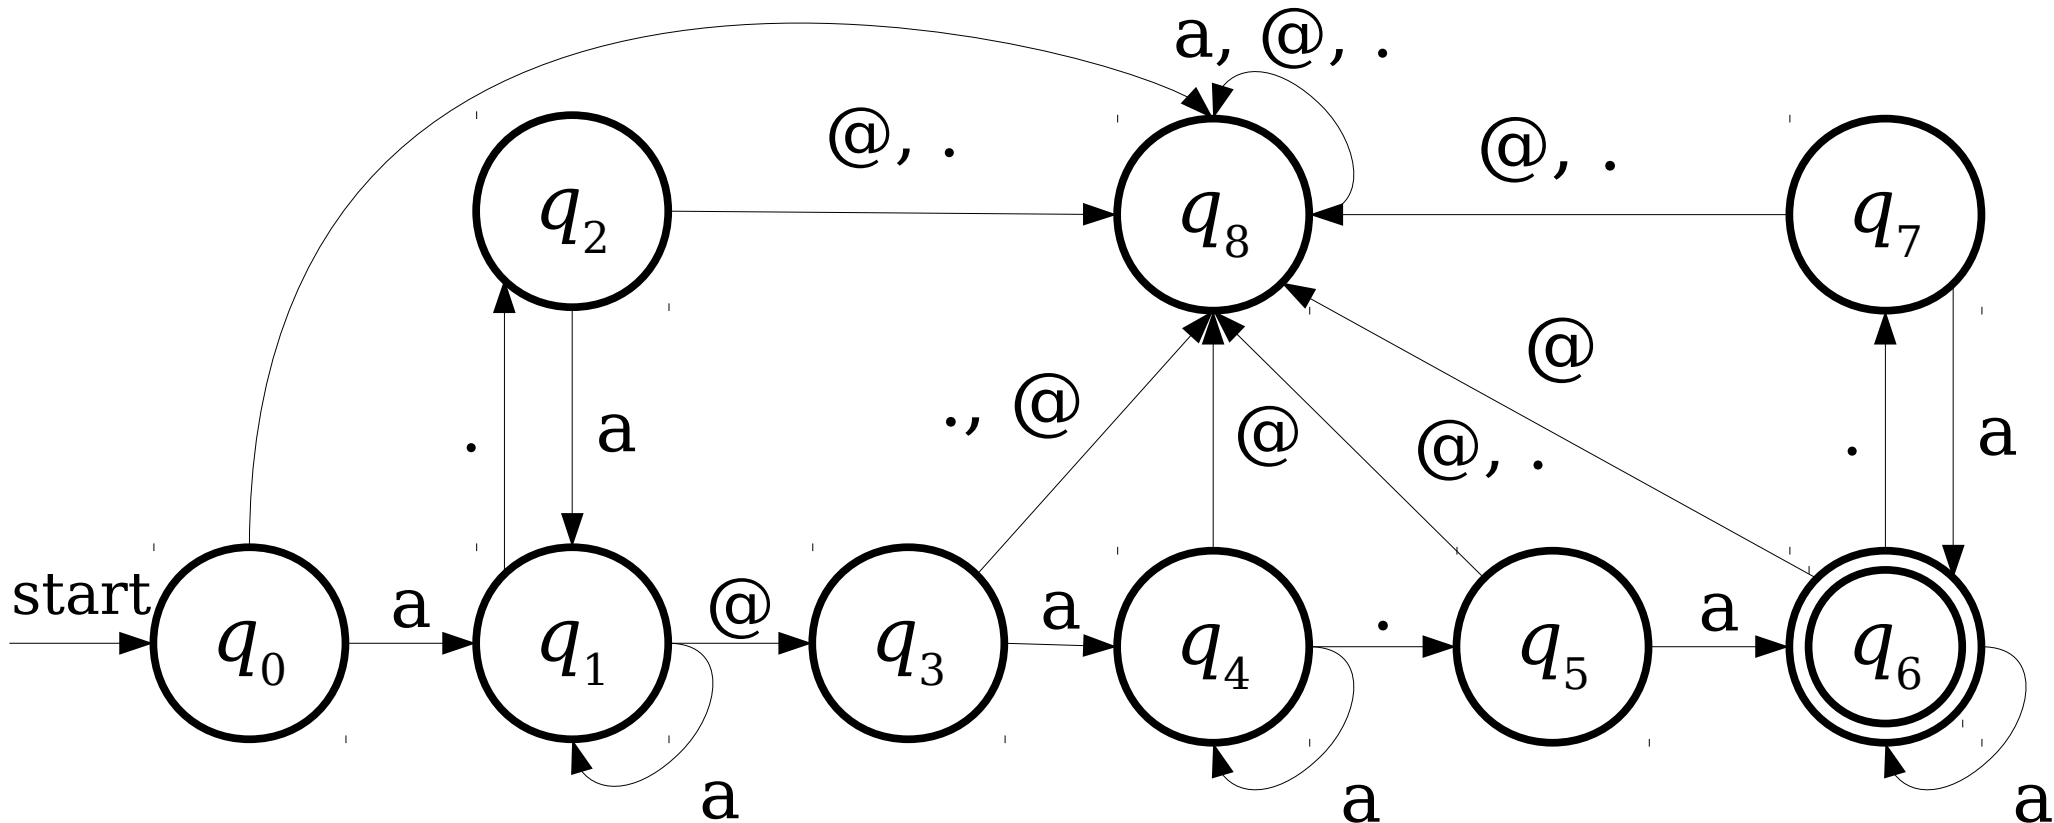 a, @, .
@, .
@, .
q2
q8
q7
@
., @
@
@, .
.
a
.
a
start
a
@
a
.
a
q0
q1
q3
q4
q5
q6
a
a
a